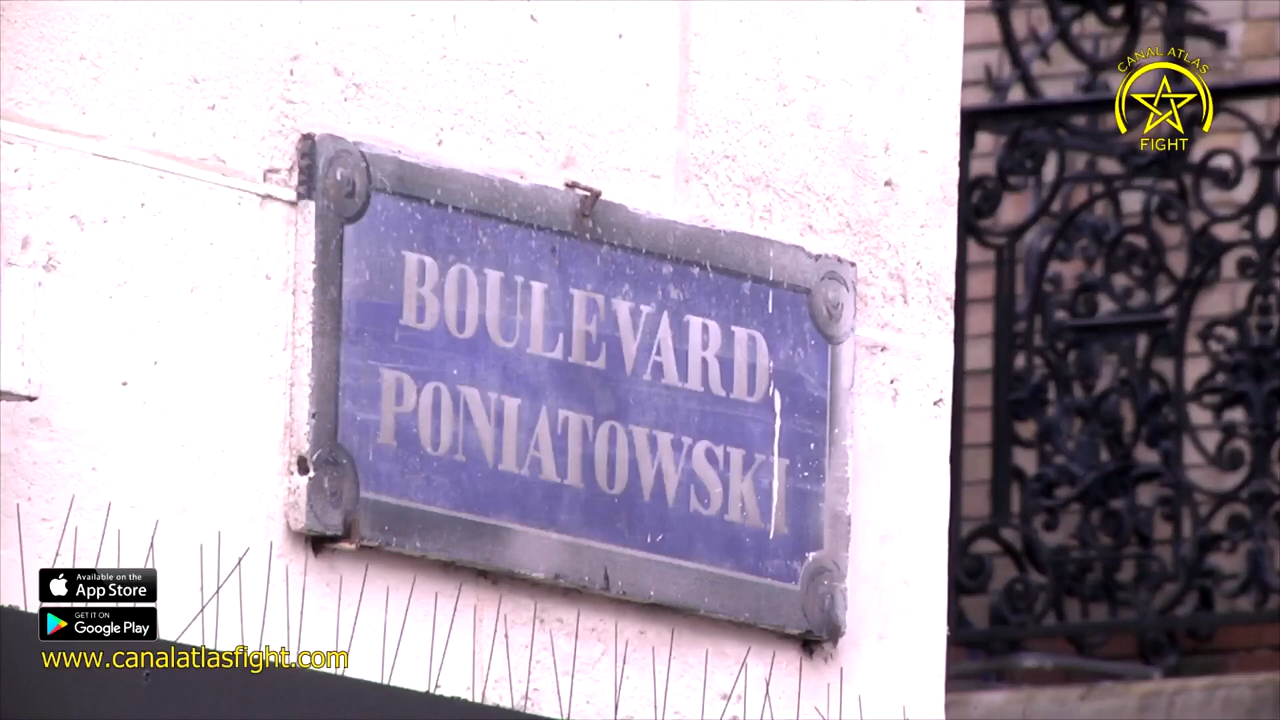 CANAL ATLAS
FIGHT
BOULEVARD
PONIATOWSKI
Available on the
App Store
GET IT ON
Google Play
www.canalatlasfight.com